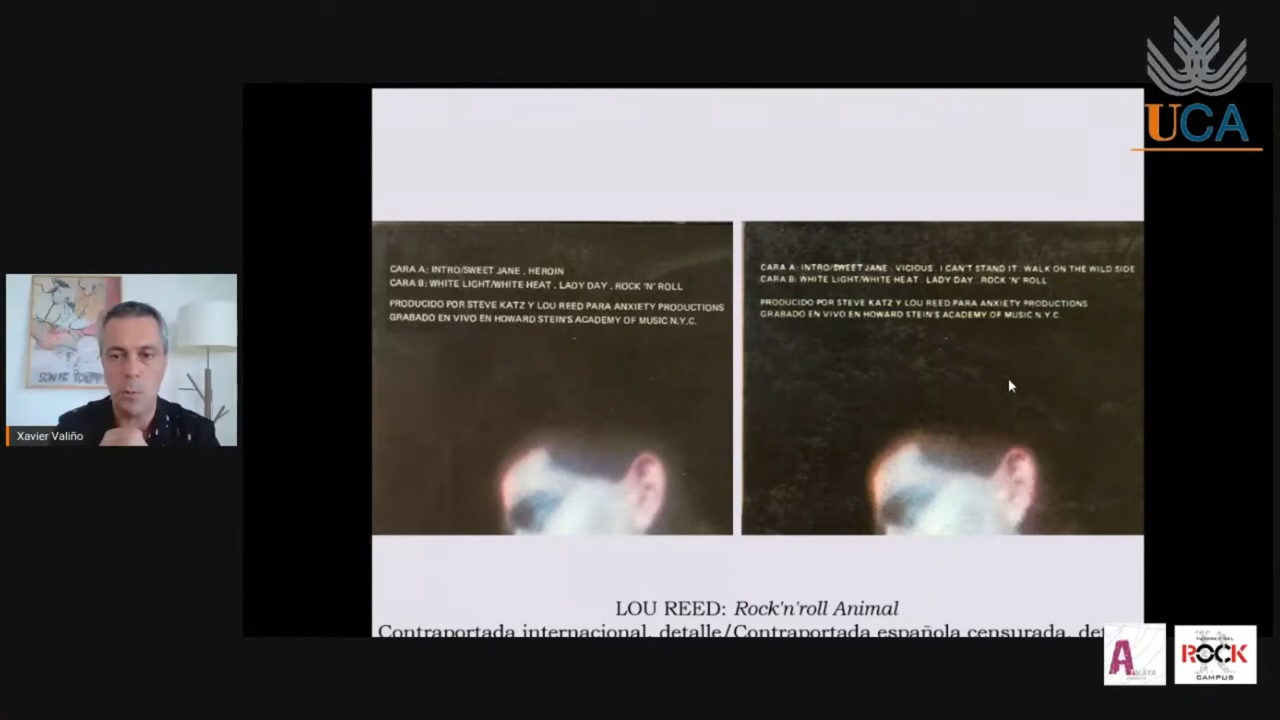 UCA
CARA A: INTRO/SWEET JANE . HEROIN
CARA B: WHITE LIGHT/WHITE HEAT . LADY DAY . ROCK 'N' ROLL
PRODUCIDO POR STEVE KATZ Y LOU REED PARA ANXIETY PRODUCTIONS
GRABADO EN VIVO EN HOWARD STEIN'S ACADEMY OF MUSIC N.Y.C.
CARA A: INTRO/SWEET JANE . VICIOUS . I CAN'T STAND IT . WALK ON THE WILD SIDE
CARA B: WHITE LIGHT/WHITE HEAT . LADY DAY . ROCK 'N' ROLL
PRODUCIDO POR STEVE KATZ Y LOU REED PARA ANXIETY PRODUCTIONS
GRABADO EN VIVO EN HOWARD STEIN'S ACADEMY OF MUSIC N.Y.C.
Xavier Valiño
LOU REED: Rock'n'roll Animal
Contraportada internacional, detalle/Contraportada española censurada,
ROCK
CAMPUS